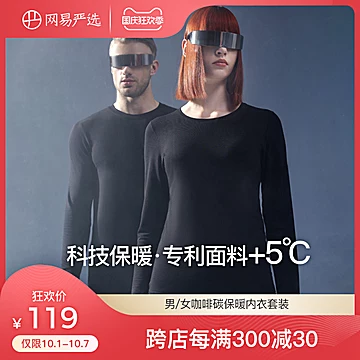 网易严选
国庆狂欢季
科技保暖·专利面料+5℃
男/女咖啡碳保暖内衣套装
狂欢价
￥119
仅限10.1-10.7
跨店每满300减30